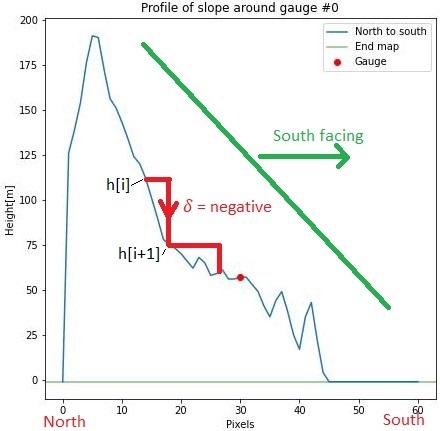 Profile of slope around gauge #0
North to south
End map
Gauge
South facing
h[i]
δ = negative
h[i+1]
Height[m]
200
175
150
125
100
75
50
25
0
0 10 20 30 40 50 60
North Pixels South